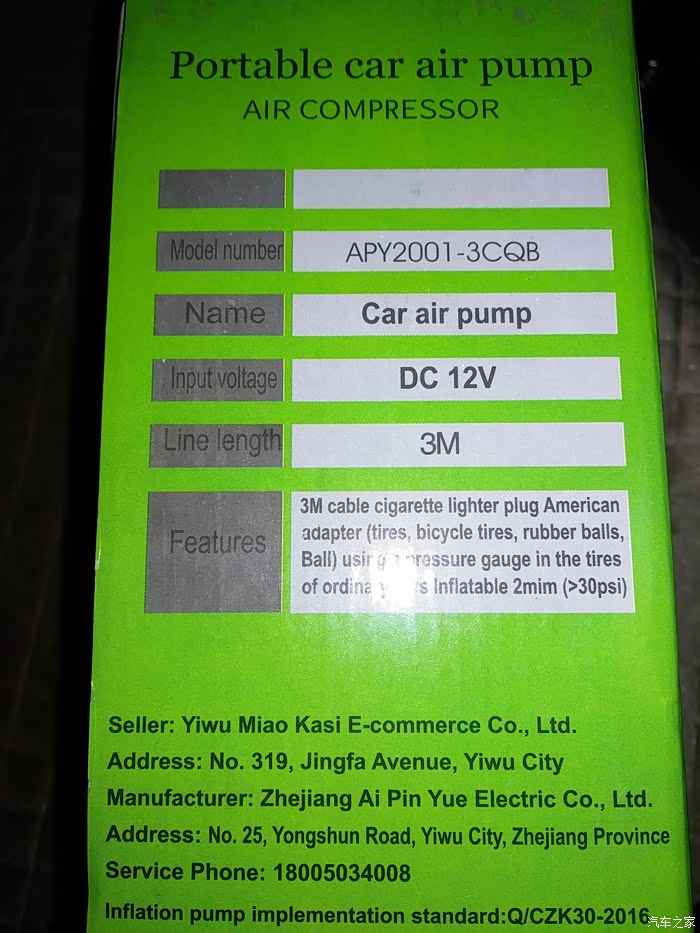 Portable car air pump
AIR COMPRESSOR
Model number APY2001-3CQB
Name Car air pump
Input voltage DC 12V
Line length 3M
Features
3M cable cigarette lighter plug American
adapter (tires, bicycle tires, rubber balls,
Ball) using pressure gauge in the tires
of Inflatable 2mim (>30psi)
Seller: Yiwu Miao Kasi E-commerce Co., Ltd.
Address: No. 319, Jingfa Avenue, Yiwu City
Manufacturer: Zhejiang Ai Pin Yue Electric Co., Ltd.
Address: No. 25, Yongshun Road, Yiwu City, Zhejiang Province
Service Phone: 18005034008
Inflation pump implementation standard:Q/CZK30-2016
汽车之家